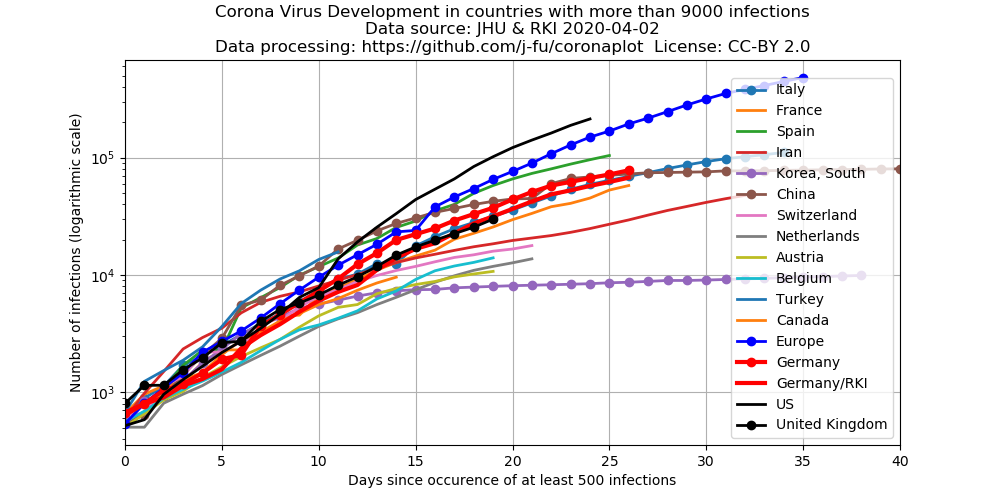 Corona Virus Development in countries with more than 9000 infections
Data source: JHU & RKI 2020-04-02
Data processing: https://github.com/j-fu/coronaplot License: CC-BY 2.0
Number of infections (logarithmic scale)
10⁵
10⁴
10³
Italy
France
Spain
Iran
Korea, south
China
Switzerland
Netherlands
Austria
Belgium
Turkey
Canada
Europe
Germany
Germany/RKI
US
United Kingdom
0 5 10 15 20 25 30 35 40
Days since occurence of at least 500 infections